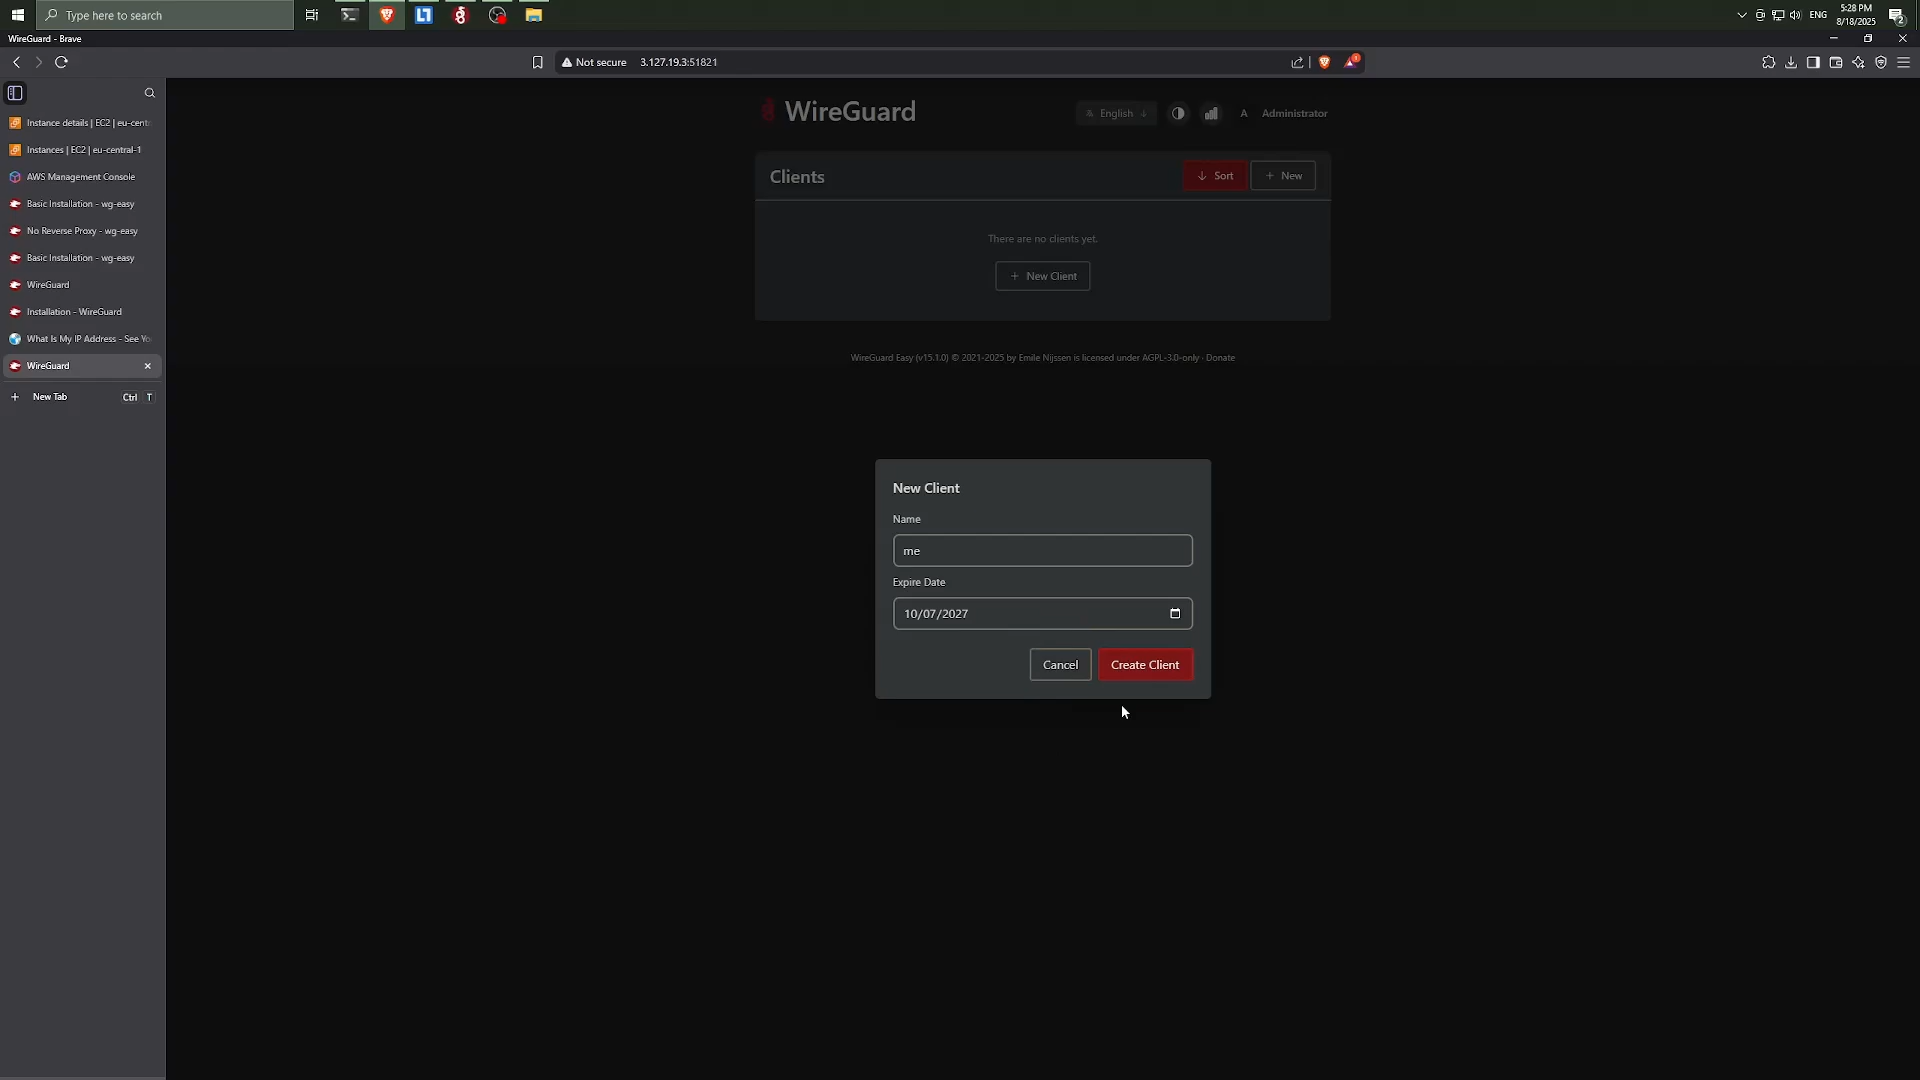 Type here to search
ENG
5:28 PM
8/18/2025
2
WireGuard - Brave
Not secure
3.127.19.3:51821
1
Instance details | EC2 | eu-cent
Instances | EC2 | eu-central-1
AWS Management Console
Basic Installation - wg-easy
No Reverse Proxy - wg-easy
Basic Installation - wg-easy
WireGuard
Installation - WireGuard
What Is My IP Address - See Yo
WireGuard
New Tab
Ctrl T
WireGuard
English
A Administrator
Clients
Sort
New
There are no clients yet.
New Client
WireGuard Easy (v15.1.0) © 2021-2025 by Emile Nijssen is licensed under AGPL-3.0-only · Donate
New Client
Name
me
Expire Date
10/07/2027
Cancel
Create Client